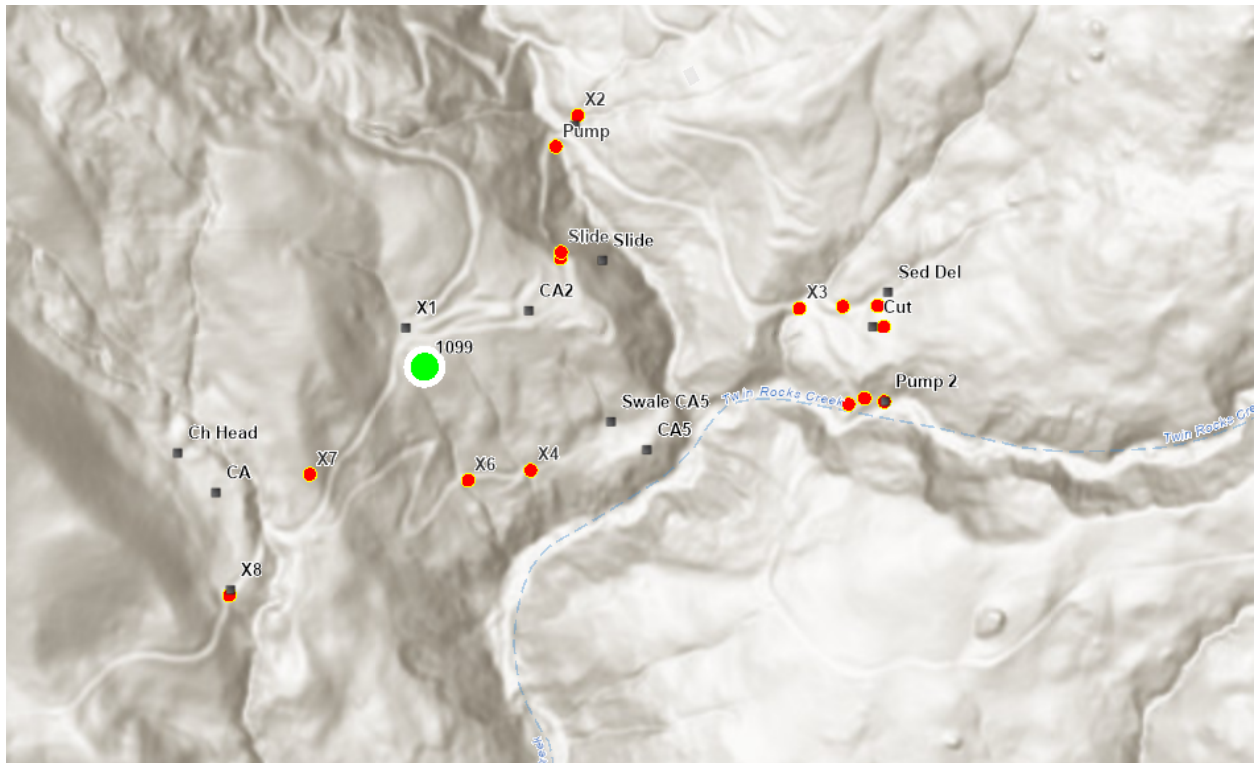 X2
Pump
Slide
Slide
Sed Del
CA2
X3
Cut
X1
1099
Pump 2
Twin Rocks Creek
Swale CA5
Twin Rocks Cre
CA5
Ch Head
X7
X4
X6
CA
X8